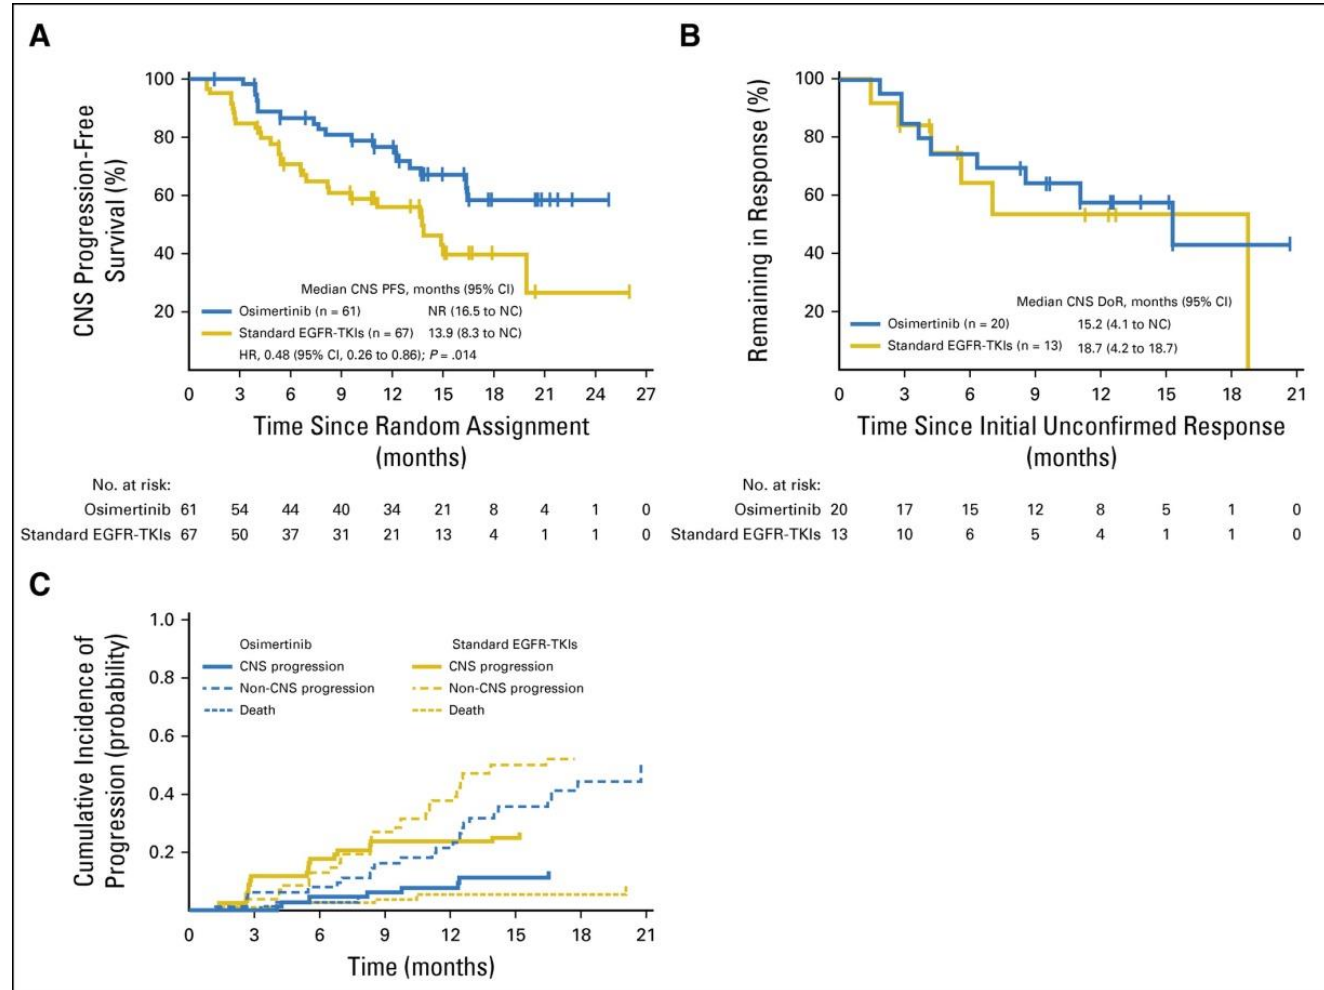 A
CNS Progression-Free
Survival (%)
100
80
60
40
20
Median CNS PFS, months (95% CI)
Osimertinib (n = 61) NR (16.5 to NC)
Standard EGFR-TKIs (n = 67) 13.9 (8.3 to NC)
HR, 0.48 (95% CI, 0.26 to 0.86); P = .014
0 3 6 9 12 15 18 21 24 27
Time Since Random Assignment
(months)
No. at risk:
Osimertinib 61 54 44 40 34 21 8 4 1 0
Standard EGFR-TKIs 67 50 37 31 21 13 4 1 1 0
B
Remaining in Response (%)
100
80
60
40
20
Median CNS DoR, months (95% CI)
Osimertinib (n = 20) 15.2 (4.1 to NC)
Standard EGFR-TKIs (n = 13) 18.7 (4.2 to 18.7)
0 3 6 9 12 15 18 21
Time Since Initial Unconfirmed Response
(months)
No. at risk:
Osimertinib 20 17 15 12 8 5 1 0
Standard EGFR-TKIs 13 10 6 5 4 1 1 0
C
Cumulative Incidence of
Progression (probability)
1.0
0.8
0.6
0.4
0.2
Osimertinib Standard EGFR-TKIs
CNS progression CNS progression
Non-CNS progression Non-CNS progression
Death Death
0 3 6 9 12 15 18 21
Time (months)